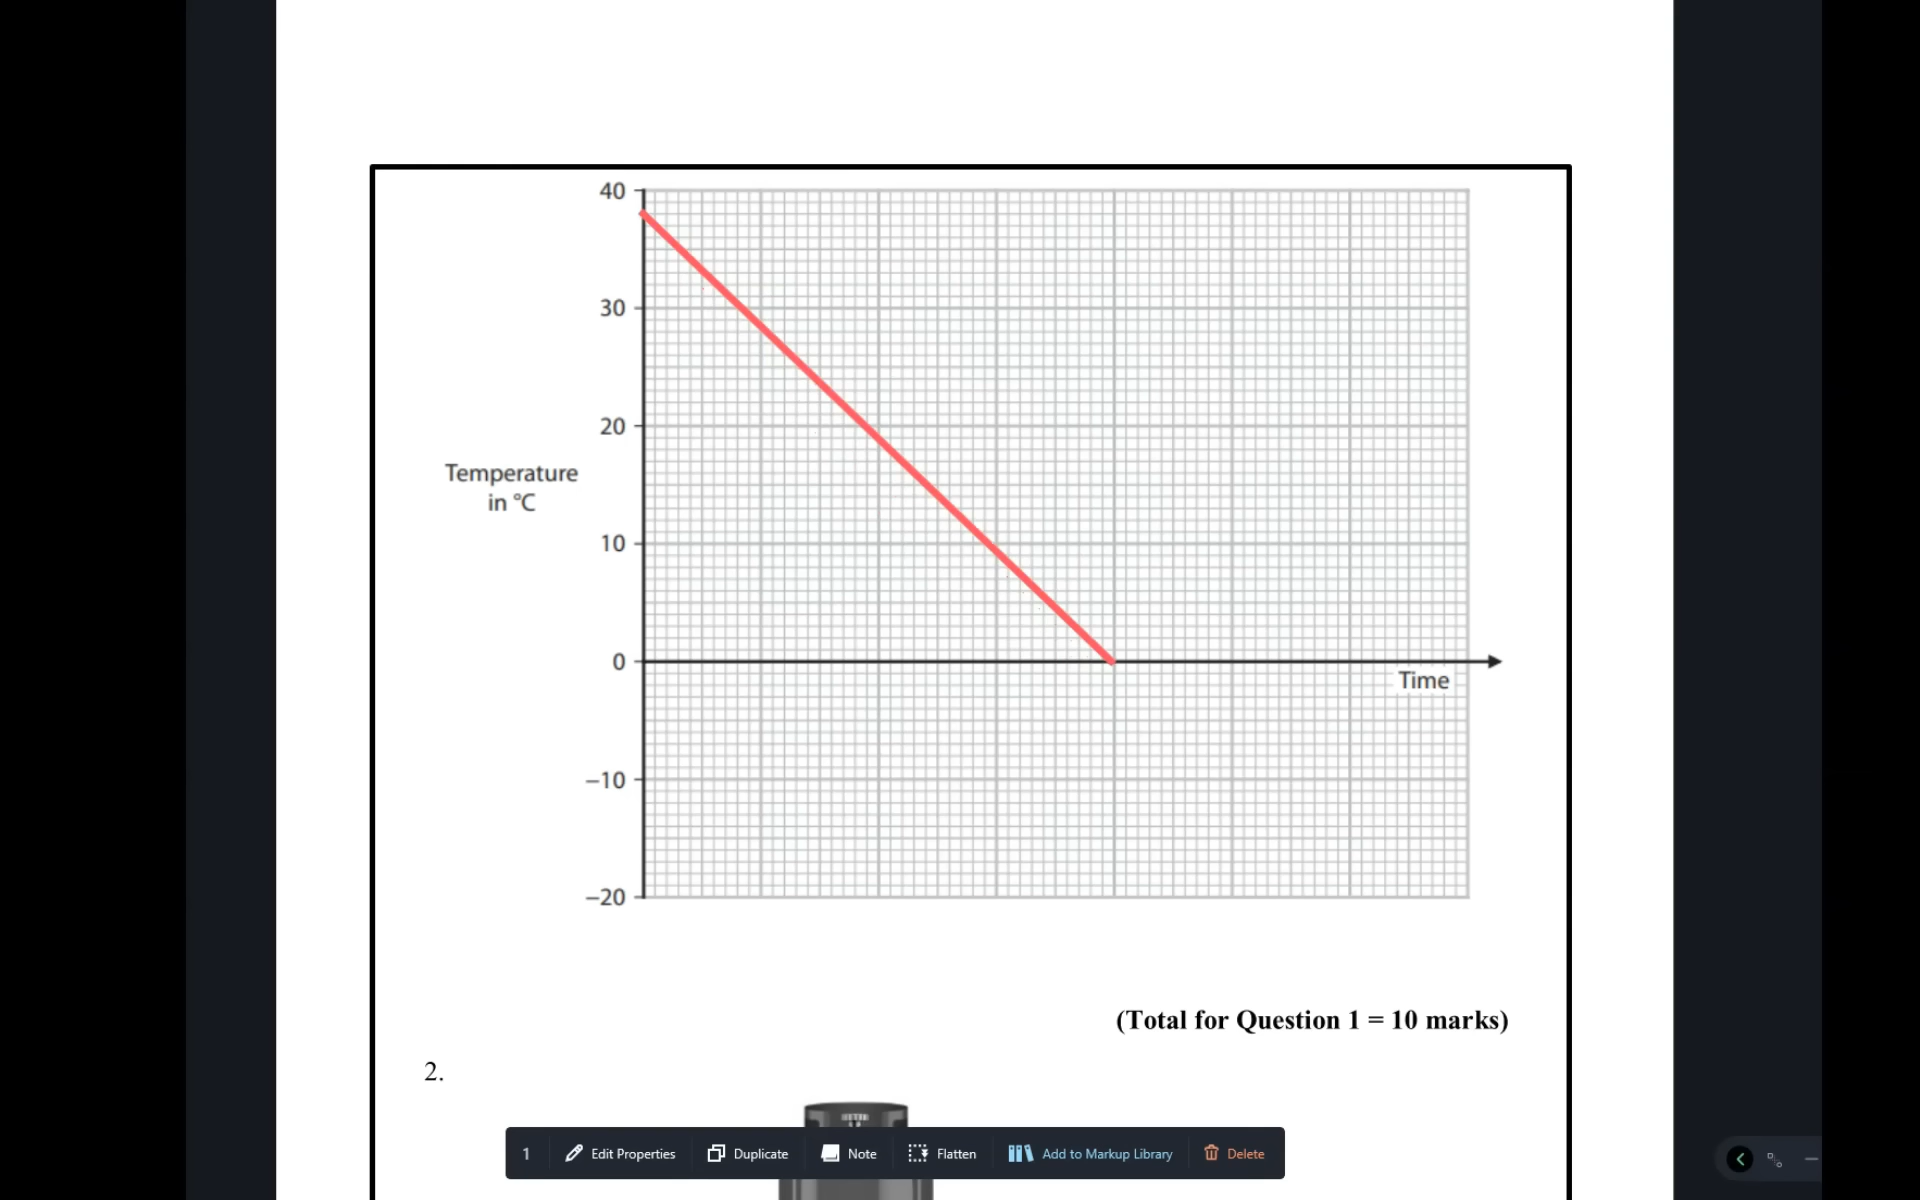 40
30
20
Temperature
in °C
10
0
Time
–10
–20
(Total for Question 1 = 10 marks)
2.
1 Edit Properties Duplicate Note Flatten Add to Markup Library Delete